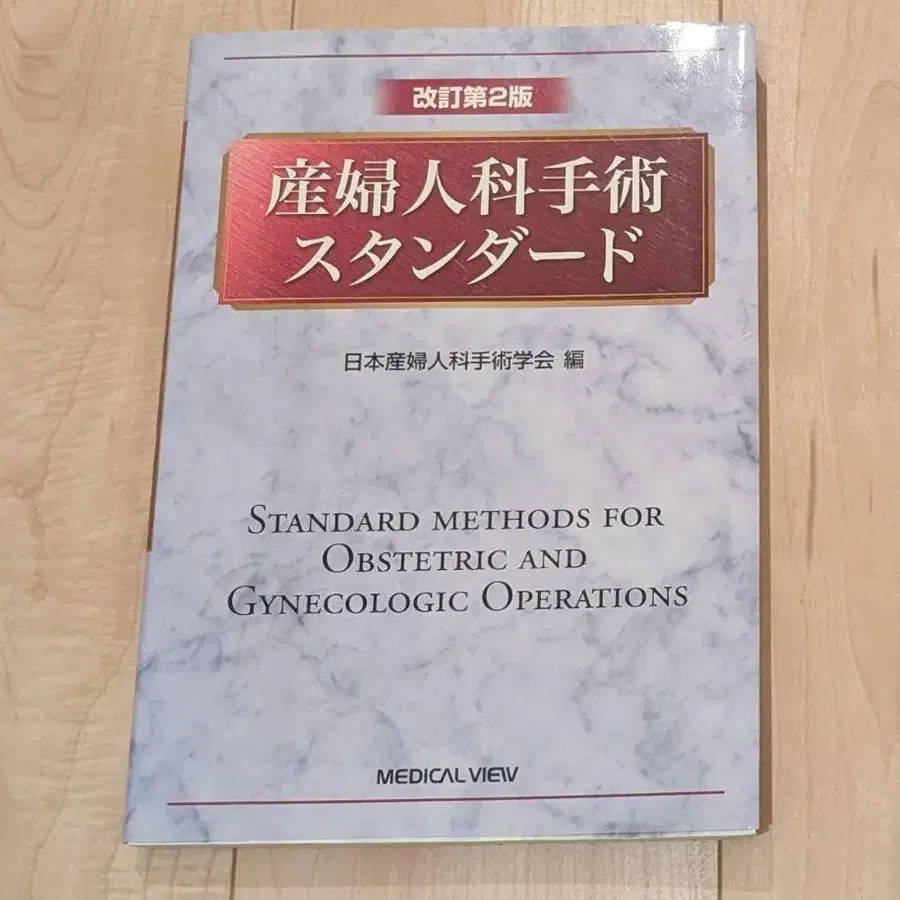 改訂第2版
産婦人科手術
スタンダード
日本産婦人科手術学会 編
STANDARD METHODS FOR
OBSTETRIC AND
GYNECOLOGIC OPERATIONS
MEDICAL VIEW